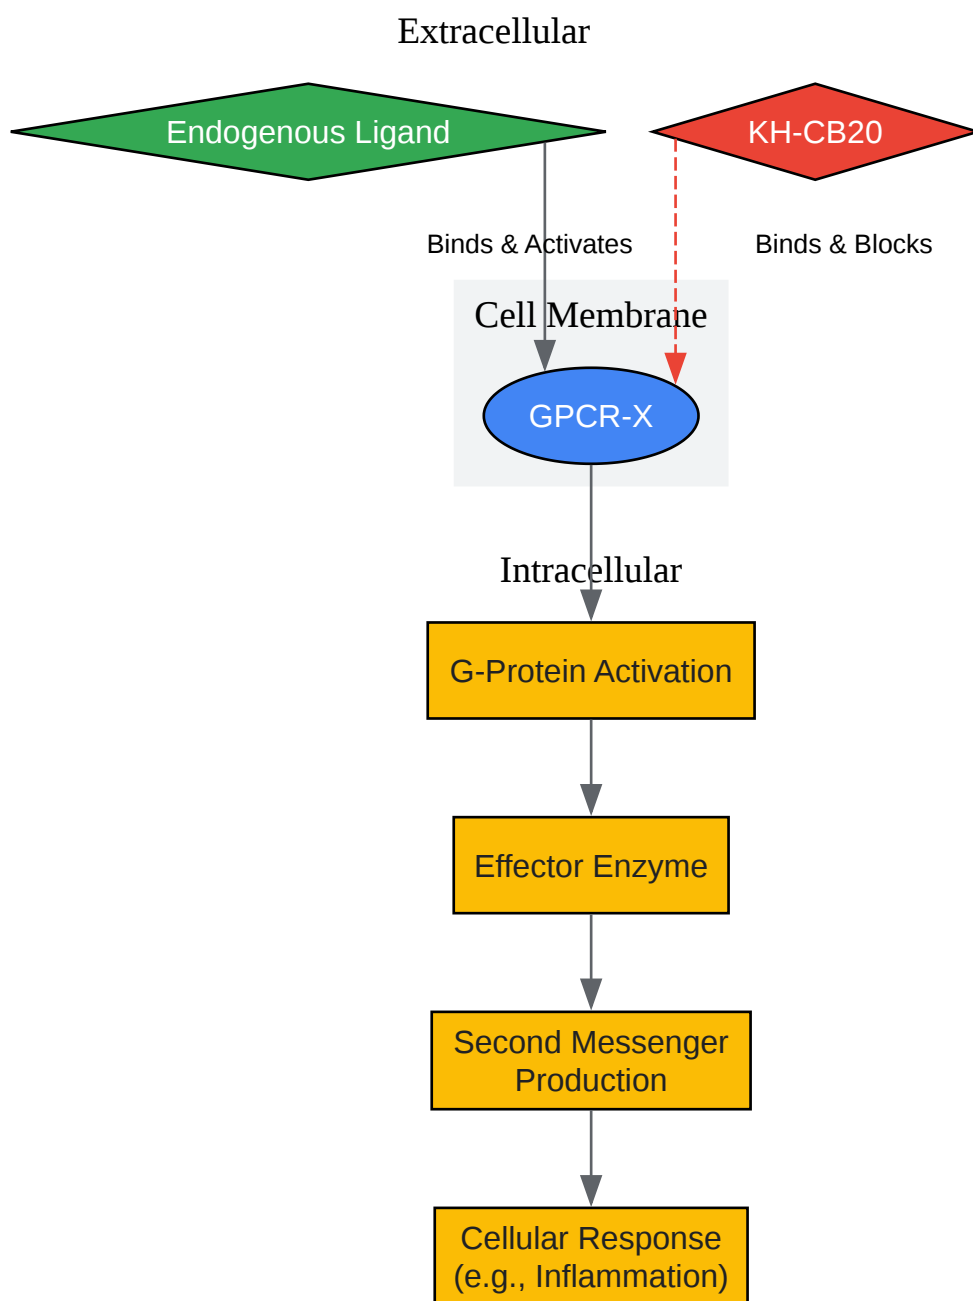 Extracellular
Endogenous Ligand
KH-CB20
Binds & Activates
Binds & Blocks
Cell Membrane
GPCR-X
Intracellular
G-Protein Activation
Effector Enzyme
Second Messenger
Production
Cellular Response
(e.g., Inflammation)